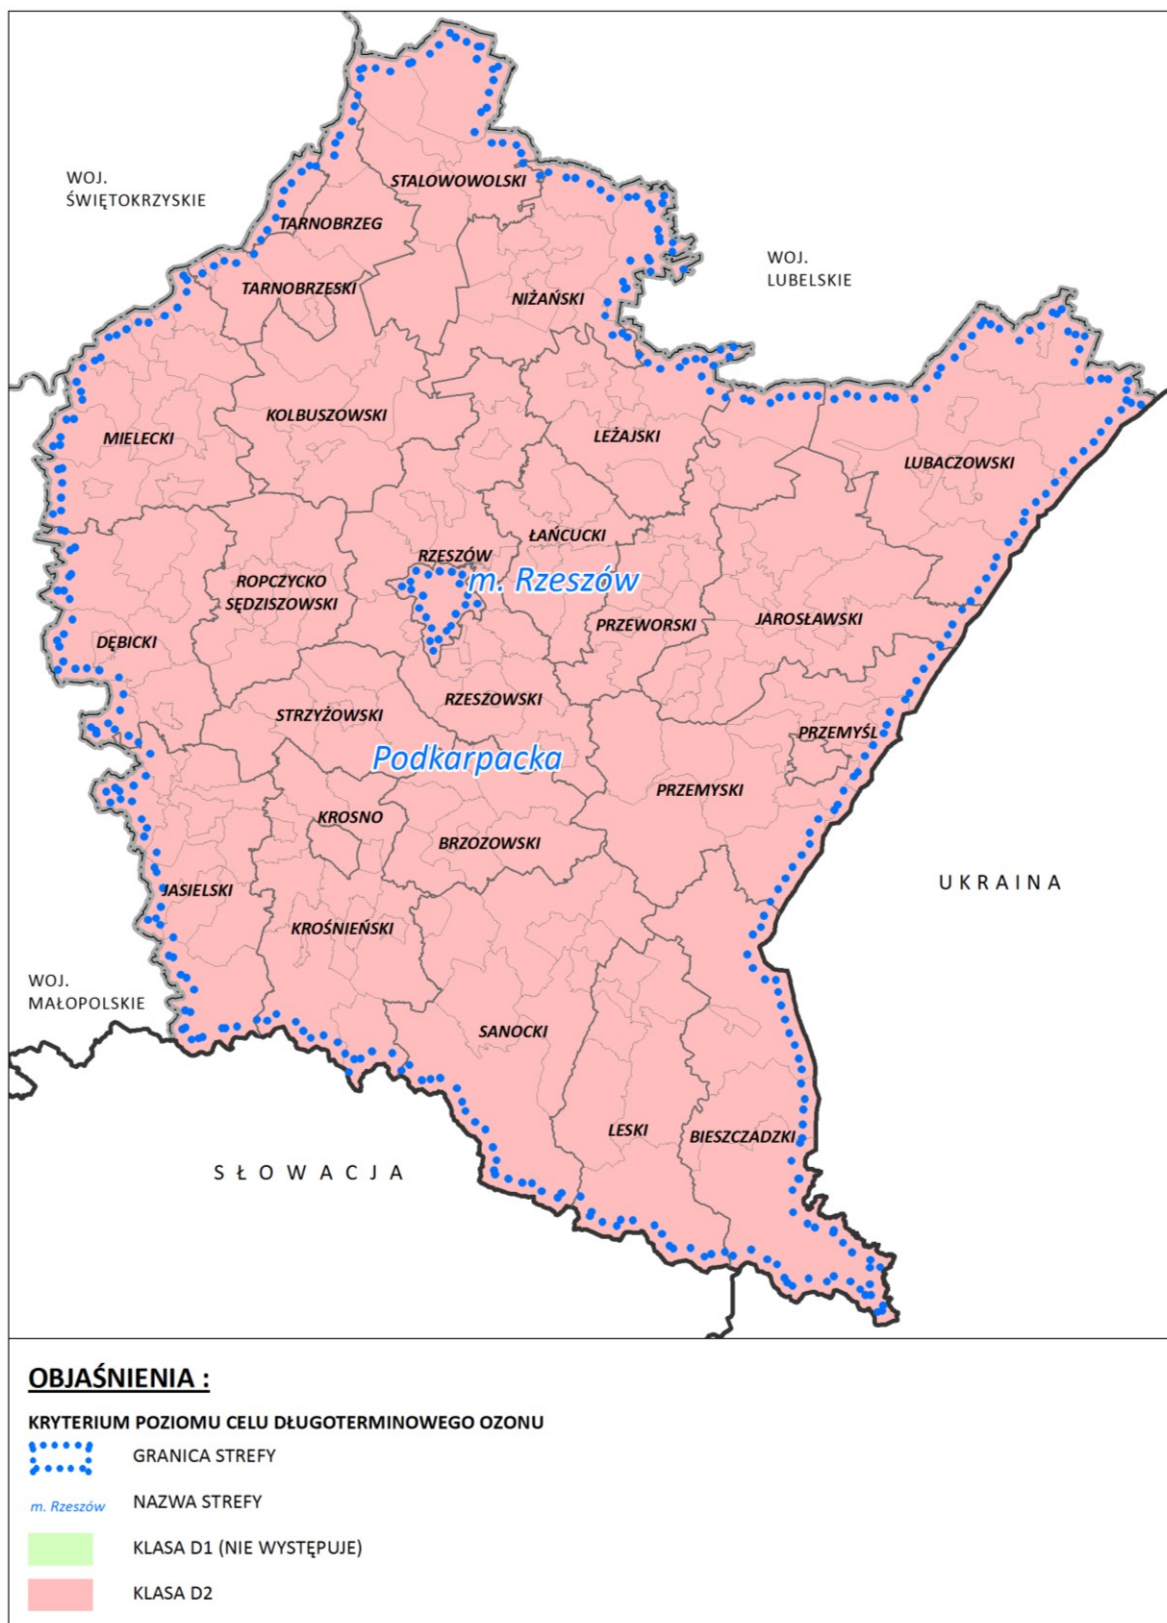 WOJ.
ŚWIĘTOKRZYSKIE
STALOWOWOLSKI
TARNOBRZEG
WOJ.
LUBELSKIE
TARNOBRZESKI
NIŻAŃSKI
KOLBUSZOWSKI
MIELECKI
LEŻAJSKI
LUBACZOWSKI
ŁAŃCUCKI
RZESZÓW
m. Rzeszów
ROPCZYCKO
SĘDZISZOWSKI
PRZEWORSKI
JAROSŁAWSKI
DĘBICKI
RZESZOWSKI
STRZYŻOWSKI
PRZEMYŚL
Podkarpacka
PRZEMYSKI
KROSNO
BRZOZOWSKI
UKRAINA
JASIELSKI
KROŚNIEŃSKI
WOJ.
MAŁOPOLSKIE
SANOCKI
LESKI
BIESZCZADZKI
SŁOWACJA
OBJAŚNIENIA :
KRYTERIUM POZIOMU CELU DŁUGOTERMINOWEGO OZONU
GRANICA STREFY
m. Rzeszów NAZWA STREFY
KLASA D1 (NIE WYSTĘPUJE)
KLASA D2